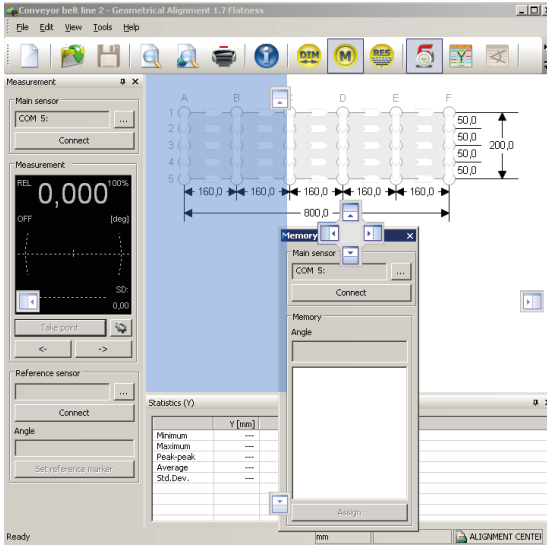 Conveyor belt line 2 - Geometrical Alignment 1.7 Flatness
File Edit View Tools Help
DIM M RES
Measurement
Main sensor
COM 5:
...
Connect
Measurement
REL 0,000 100%
OFF [deg]
SD:
0,00
Take point
<- ->
Reference sensor
...
Connect
Angle
Set reference marker
A B D E F
1
2
3
4
5
50,0
50,0
50,0
50,0
200,0
160,0 160,0 160,0 160,0 160,0
800,0
Memory
Main sensor
COM 5:
...
Connect
Memory
Angle
Assign
Statistics (Y)
Y [mm]
Minimum ---
Maximum ---
Peak-peak ---
Average ---
Std.Dev. ---
Ready mm ALIGNMENT CENTE